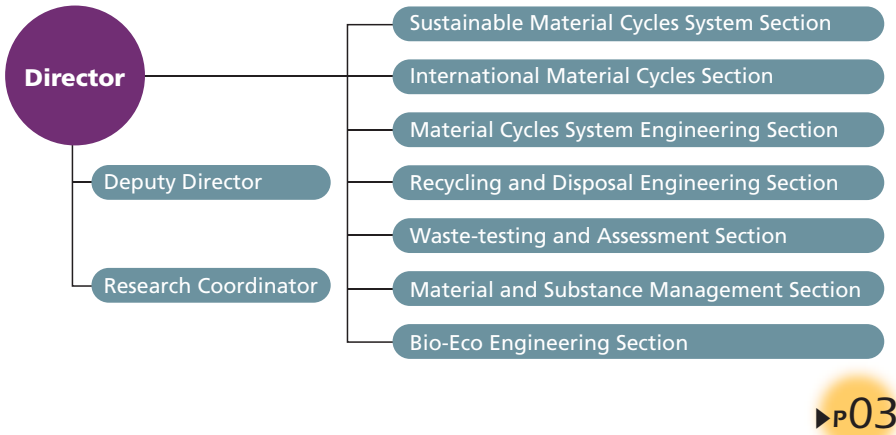 Director
Deputy Director
Research Coordinator
Sustainable Material Cycles System Section
International Material Cycles Section
Material Cycles System Engineering Section
Recycling and Disposal Engineering Section
Waste-testing and Assessment Section
Material and Substance Management Section
Bio-Eco Engineering Section
▶P03